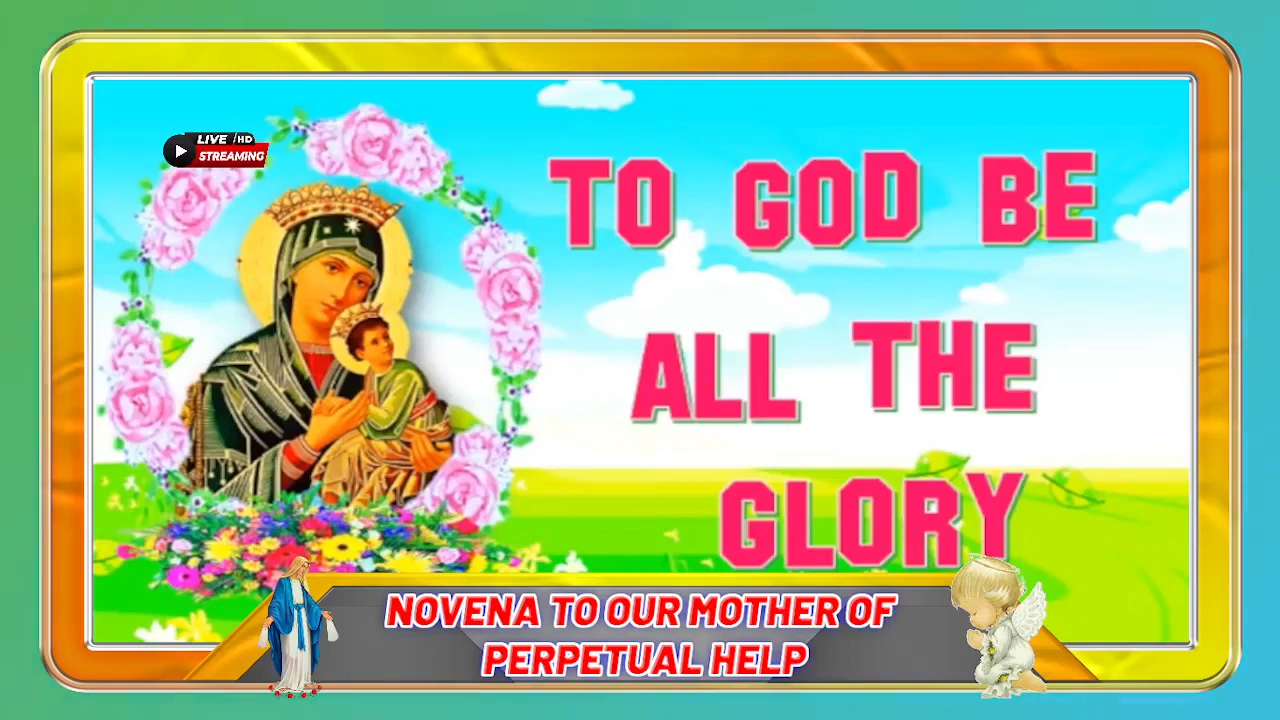 LIVE /HD
STREAMING
TO GOD BE
ALL THE
GLORY
NOVENA TO OUR MOTHER OF
PERPETUAL HELP